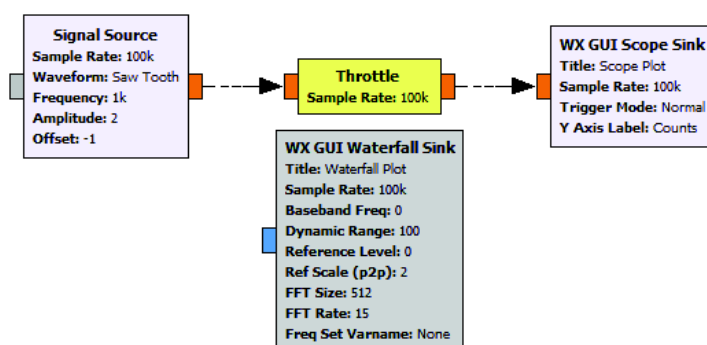 Signal Source
Sample Rate: 100k
Waveform: Saw Tooth
Frequency: 1k
Amplitude: 2
Offset: -1
Throttle
Sample Rate: 100k
WX GUI Scope Sink
Title: Scope Plot
Sample Rate: 100k
Trigger Mode: Normal
Y Axis Label: Counts
WX GUI Waterfall Sink
Title: Waterfall Plot
Sample Rate: 100k
Baseband Freq: 0
Dynamic Range: 100
Reference Level: 0
Ref Scale (p2p): 2
FFT Size: 512
FFT Rate: 15
Freq Set Varname: None